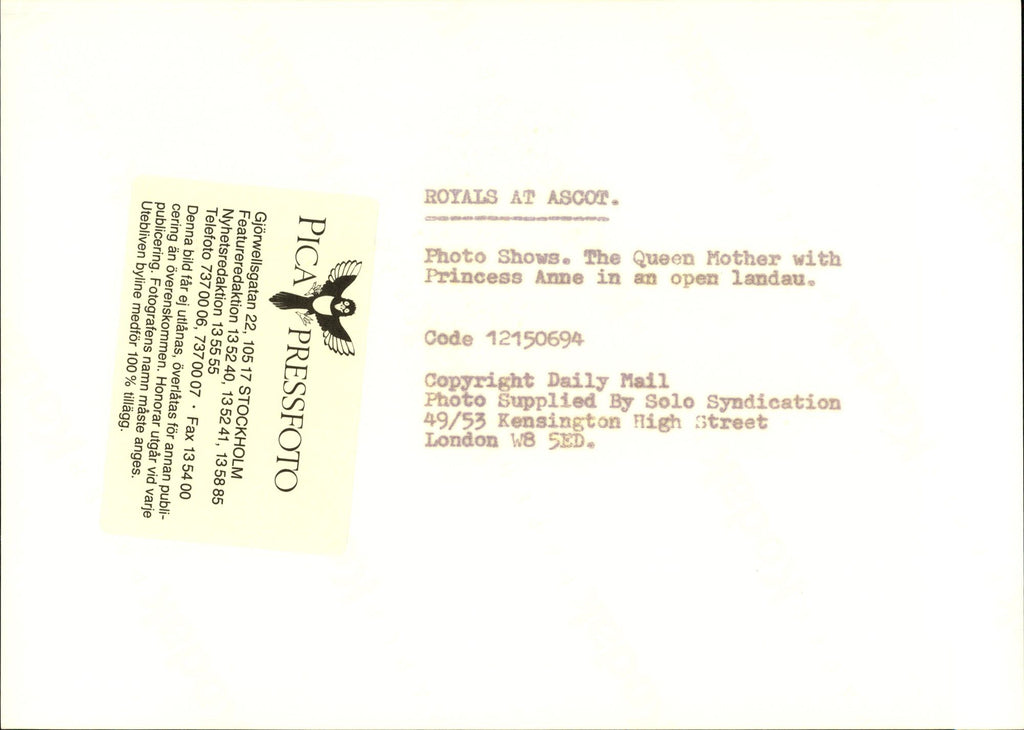 ROYALS AT ASCOT.
Photo Shows. The Queen Mother with
Princess Anne in an open landau.
Code 12150694
Copyright Daily Mail
Photo Supplied By Solo Syndication
49/53 Kensington High Street
London W8 5ED.
PICA PRESSFOTO
Gjörwellsgatan 22, 105 17 STOCKHOLM
Featureredaktion 13 52 40, 13 52 41, 13 58 85
Nyhetsredaktion 13 55 55
Telefoto 737 00 06, 737 00 07 · Fax 13 54 00
Denna bild får ej utlånas, överlåtas för annan publi-
cering än överenskommen. Honorar utgår vid varje
publicering. Fotografens namn måste anges.
Utebliven byline medför 100 % tillägg.